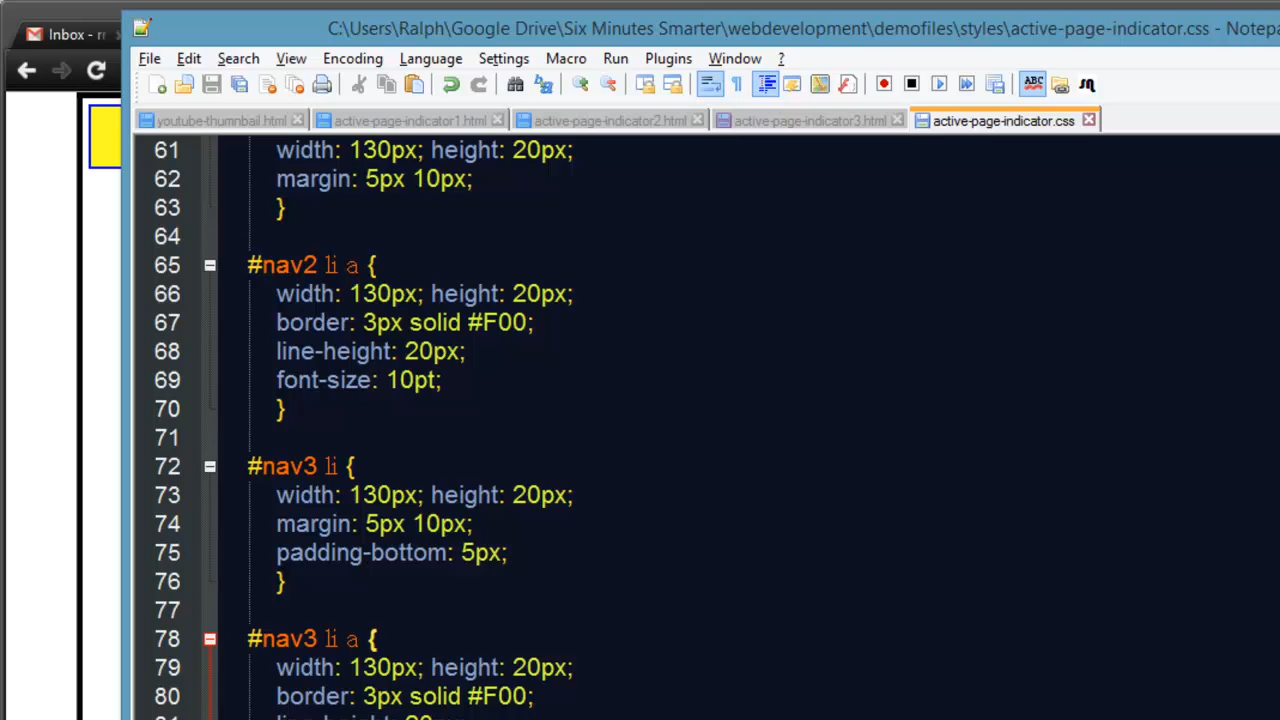 Inbox - r
C:\Users\Ralph\Google Drive\Six Minutes Smarter\webdevelopment\demofiles\styles\active-page-indicator.css - Notepa
File Edit Search View Encoding Language Settings Macro Run Plugins Window ?
ABC
youtube-thumnbail.html active-page-indicator1.html active-page-indicator2.html active-page-indicator3.html active-page-indicator.css
61 width: 130px; height: 20px;
62 margin: 5px 10px;
63 }
64
65 #nav2 li a {
66 width: 130px; height: 20px;
67 border: 3px solid #F00;
68 line-height: 20px;
69 font-size: 10pt;
70 }
71
72 #nav3 li {
73 width: 130px; height: 20px;
74 margin: 5px 10px;
75 padding-bottom: 5px;
76 }
77
78 #nav3 li a {
79 width: 130px; height: 20px;
80 border: 3px solid #F00;